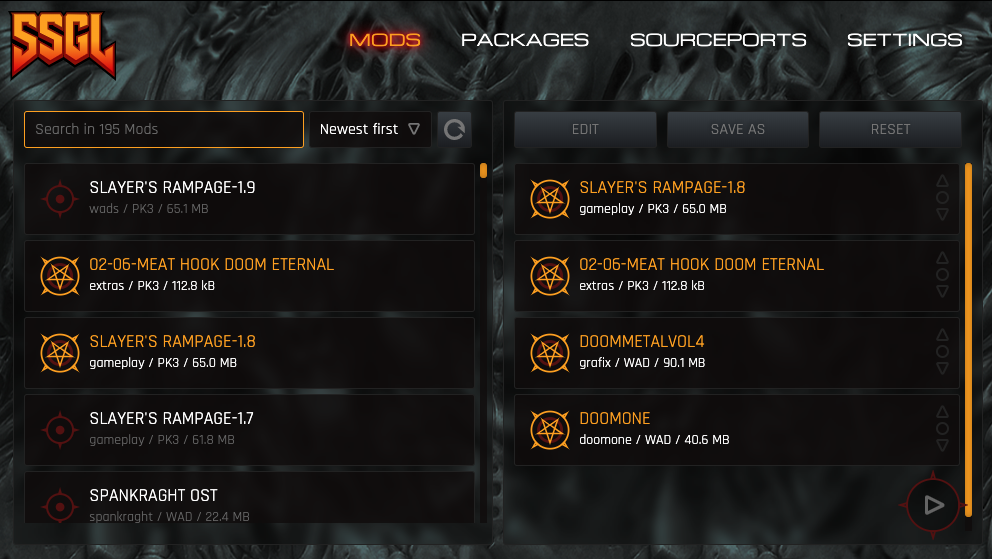 SSGL
MODS
PACKAGES
SOURCEPORTS
SETTINGS
Search in 195 Mods
Newest first
SLAYER'S RAMPAGE-1.9
wads / PK3 / 65.1 MB
02-06-MEAT HOOK DOOM ETERNAL
extras / PK3 / 112.8 kB
SLAYER'S RAMPAGE-1.8
gameplay / PK3 / 65.0 MB
SLAYER'S RAMPAGE-1.7
gameplay / PK3 / 61.8 MB
SPANKRAGHT OST
spankraght / WAD / 22.4 MB
EDIT
SAVE AS
RESET
SLAYER'S RAMPAGE-1.8
gameplay / PK3 / 65.0 MB
02-06-MEAT HOOK DOOM ETERNAL
extras / PK3 / 112.8 kB
DOOMMETALVOL4
grafix / WAD / 90.1 MB
DOOMONE
doomone / WAD / 40.6 MB